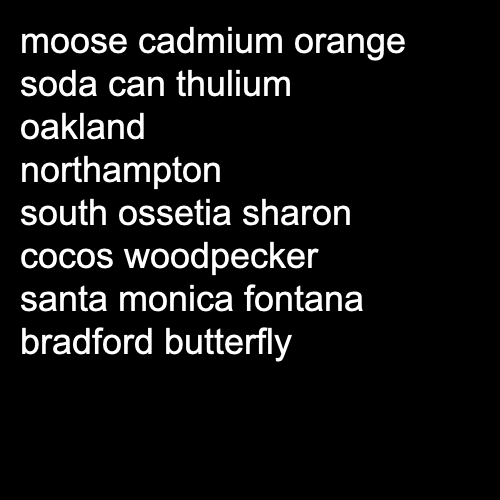 moose cadmium orange
soda can thulium
oakland
northampton
south ossetia sharon
cocos woodpecker
santa monica fontana
bradford butterfly